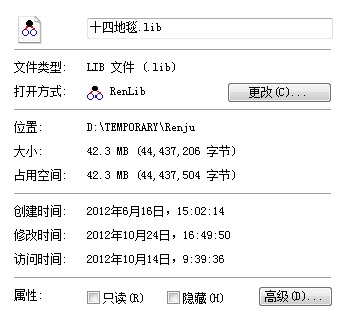 十四地毯.lib
文件类型: LIB 文件 (.lib)
打开方式: RenLib 更改(C)...
位置: D:\TEMPORARY\Renju
大小: 42.3 MB (44,437,206 字节)
占用空间: 42.3 MB (44,437,504 字节)
创建时间: 2012年6月16日, 15:02:14
修改时间: 2012年10月24日, 16:49:50
访问时间: 2012年10月14日, 9:39:36
属性: 只读(R) 隐藏(H) 高级(D)...